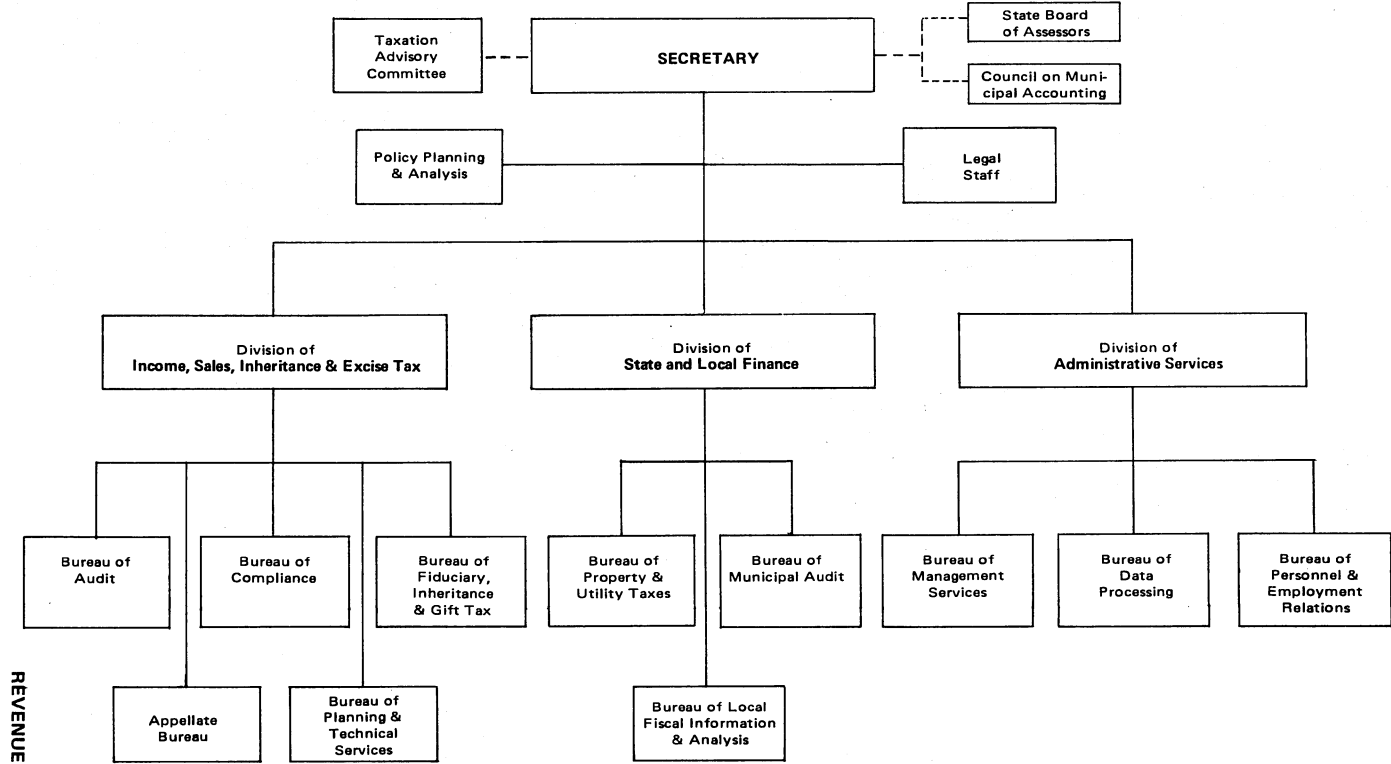 Taxation
Advisory
Committee
SECRETARY
State Board
of Assessors
Council on Muni-
cipal Accounting
Policy Planning
& Analysis
Legal
Staff
Division of
Income, Sales, Inheritance & Excise Tax
Division of
State and Local Finance
Division of
Administrative Services
Bureau of
Audit
Bureau of
Compliance
Bureau of
Fiduciary,
Inheritance
& Gift Tax
Bureau of
Property &
Utility Taxes
Bureau of
Municipal Audit
Bureau of
Management
Services
Bureau of
Data
Processing
Bureau of
Personnel &
Employment
Relations
Appellate
Bureau
Bureau of
Planning &
Technical
Services
Bureau of Local
Fiscal Information
& Analysis
REVENUE